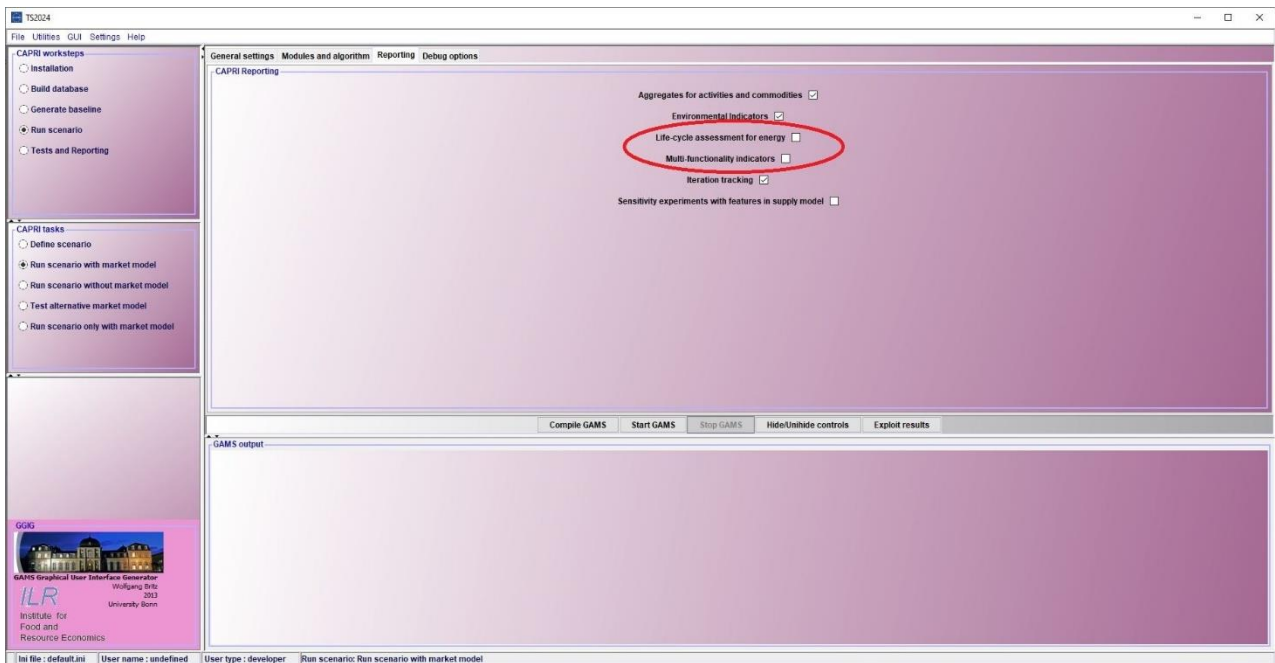 TS2024
File Utilities GUI Settings Help
CAPRI worksteps
Installation
Build database
Generate baseline
Run scenario
Tests and Reporting
CAPRI tasks
Define scenario
Run scenario with market model
Run scenario without market model
Test alternative market model
Run scenario only with market model
GGIG
GAMS Graphical User Interface Generator
Wolfgang Britz
2013
University Bonn
ILR
Institute for
Food and
Resource Economics
General settings Modules and algorithm Reporting Debug options
CAPRI Reporting
Aggregates for activities and commodities
Environmental Indicators
Life-cycle assessment for energy
Multi-functionality indicators
Iteration tracking
Sensitivity experiments with features in supply model
Compile GAMS Start GAMS Stop GAMS Hide/Unihide controls Exploit results
GAMS output
Ini file : default.ini User name : undefined User type : developer Run scenario: Run scenario with market model